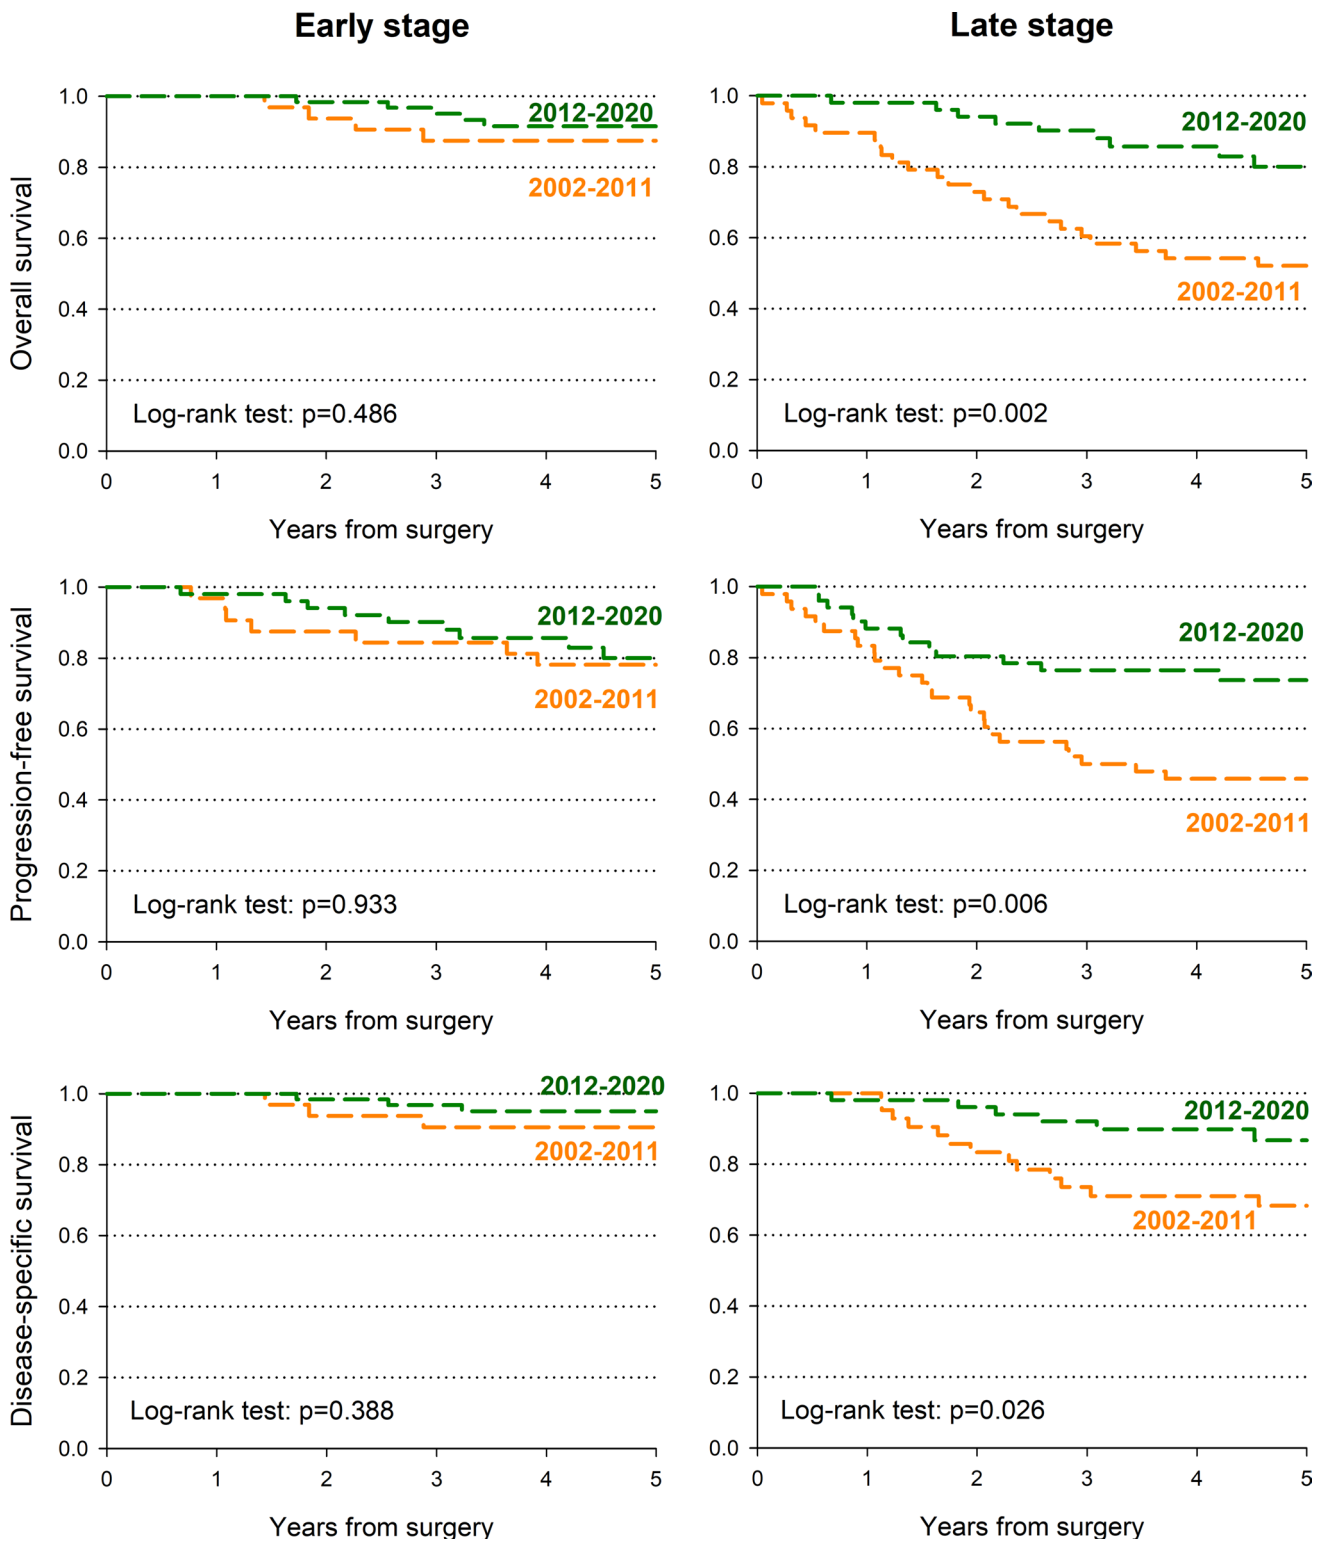 Early stage
Late stage
Overall survival
1.0
0.8
0.6
0.4
0.2
0.0
2012-2020
2002-2011
Log-rank test: p=0.486
0 1 2 3 4 5
Years from surgery
1.0
0.8
0.6
0.4
0.2
0.0
2012-2020
2002-2011
Log-rank test: p=0.002
0 1 2 3 4 5
Years from surgery
Progression-free survival
1.0
0.8
0.6
0.4
0.2
0.0
2012-2020
2002-2011
Log-rank test: p=0.933
0 1 2 3 4 5
Years from surgery
1.0
0.8
0.6
0.4
0.2
0.0
2012-2020
2002-2011
Log-rank test: p=0.006
0 1 2 3 4 5
Years from surgery
Disease-specific survival
1.0
0.8
0.6
0.4
0.2
0.0
2012-2020
2002-2011
Log-rank test: p=0.388
0 1 2 3 4 5
Years from surgery
1.0
0.8
0.6
0.4
0.2
0.0
2012-2020
2002-2011
Log-rank test: p=0.026
0 1 2 3 4 5
Years from surgery